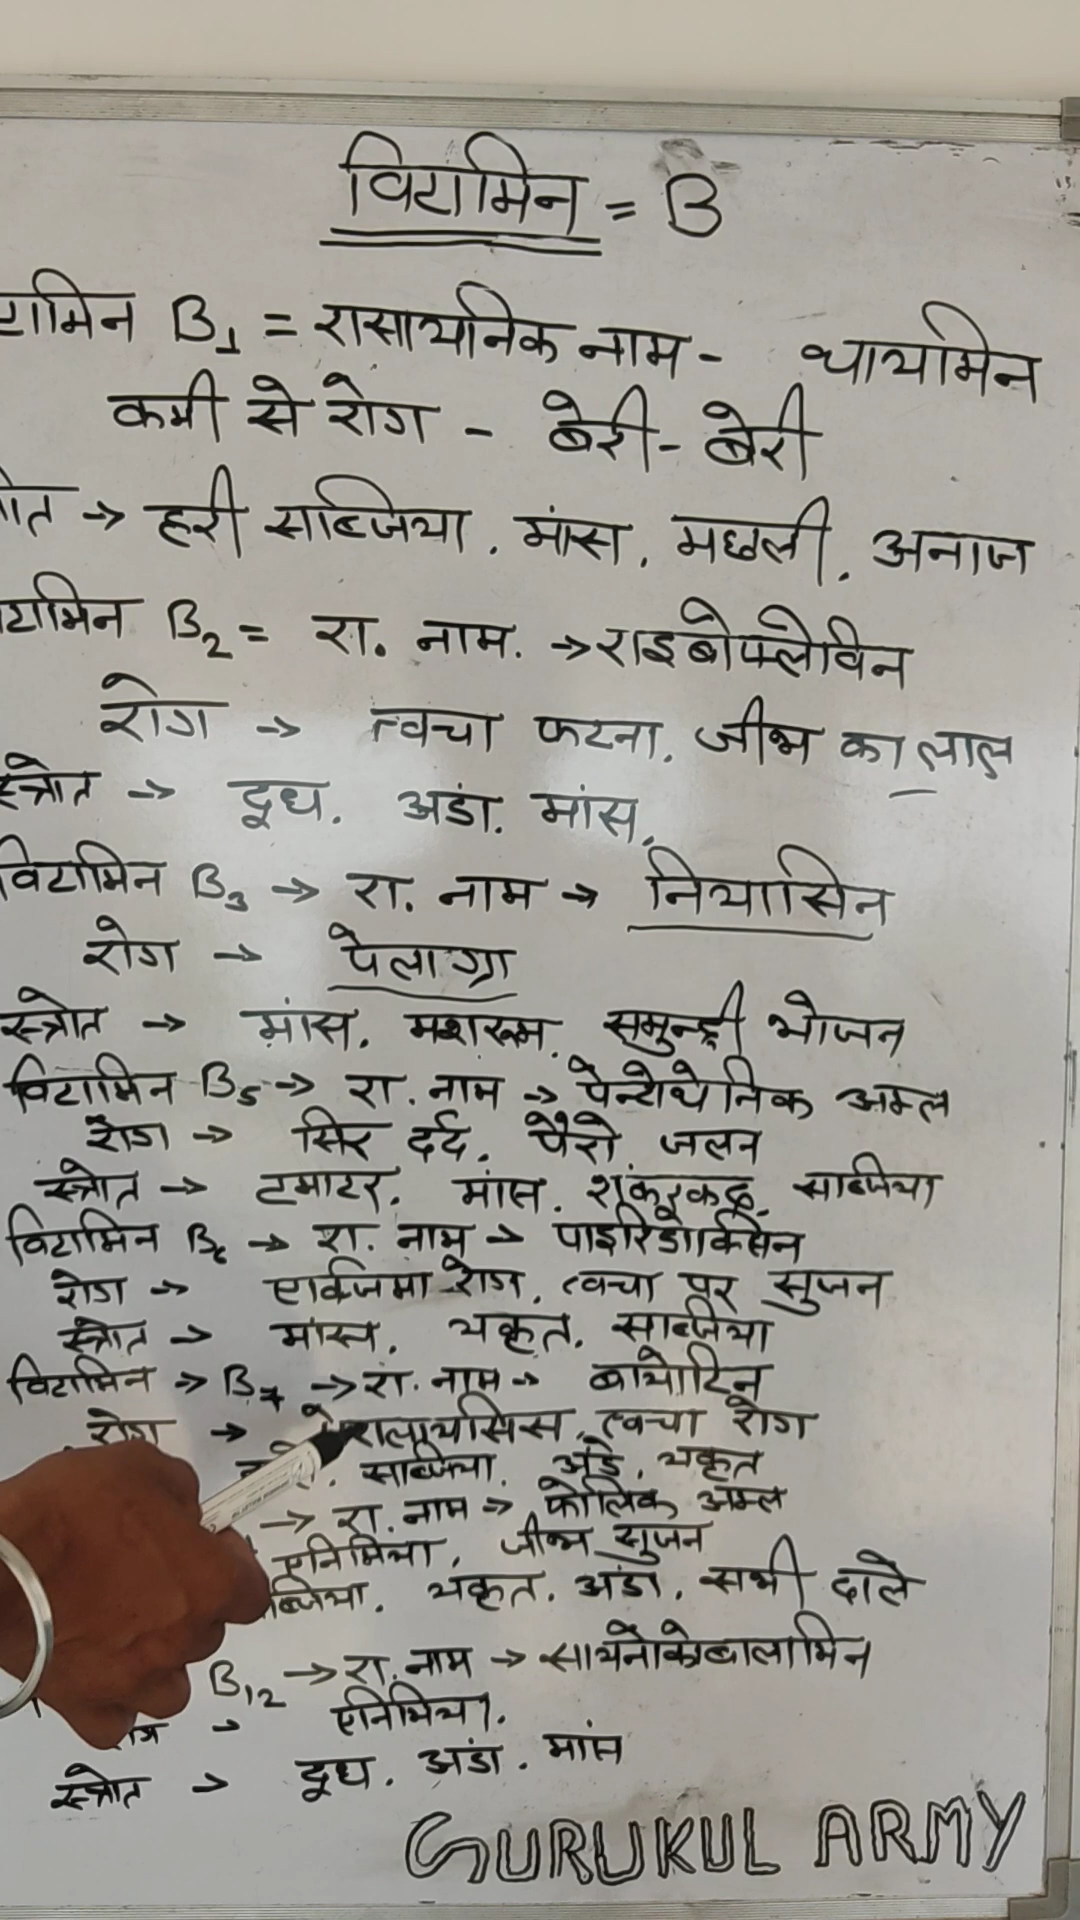 विटामिन = B
टामिन B1 = रासायनिक नाम - थायमिन
कमी से रोग - बेरी-बेरी
ोत → हरी सब्जिया. मांस. मछली. अनाज
टामिन B2 = रा. नाम. → राइबोफ्लेविन
रोग → त्वचा फटना. जीभ का लाल
स्त्रोत → दूध. अडां. मांस.
विटामिन B3 → रा. नाम → नियासिन
रोग → पेलाग्रा
स्त्रोत → मांस. मशरूम. समुन्द्री भोजन
विटामिन B5 → रा. नाम → पेन्टोथेनिक अम्ल
रोग → सिर दर्द. पैरो. जलन
स्त्रोत → टमाटर. मांस. सब्जिया
विटामिन B6 → रा. नाम → पाइरिडोक्सिन
रोग → एक्जिमा रोग. त्वचा पर सुजन
स्त्रोत → मांस. यकृत. सब्जिया
विटामिन → B7 → रा. नाम → बायोटिन
रोग → पेरालायसिस. त्वचा रोग
सब्जिया. अंडे. यकृत
→ रा. नाम → फोलिक अम्ल
एनिमिया. जीभ सुजन
ब्जिया. यकृत. अंडा. सभी दाले
B12 → रा. नाम → सायनोकोबालामिन
→ एनिमिया.
स्त्रोत → दूध. अंडा. मांस
GURUKUL ARMY